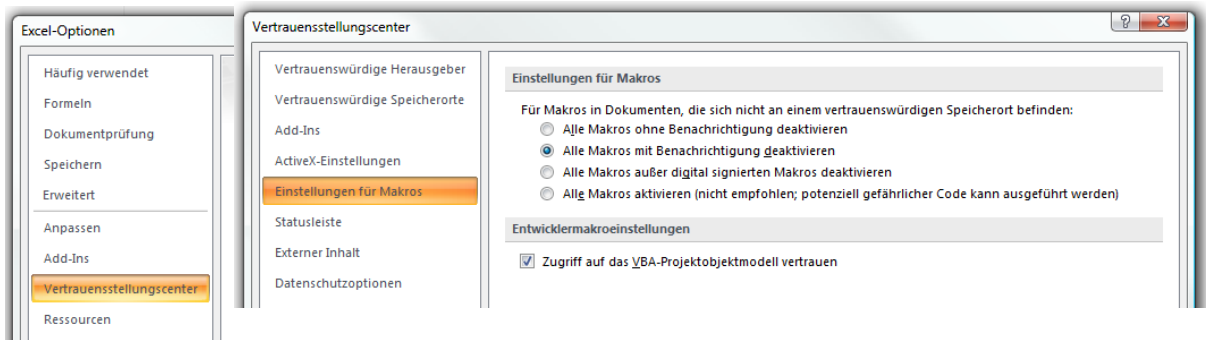 Excel-Optionen
Häufig verwendet
Formeln
Dokumentprüfung
Speichern
Erweitert
Anpassen
Add-Ins
Vertrauensstellungscenter
Ressourcen
Vertrauensstellungscenter
Vertrauenswürdige Herausgeber
Vertrauenswürdige Speicherorte
Add-Ins
ActiveX-Einstellungen
Einstellungen für Makros
Statusleiste
Externer Inhalt
Datenschutzoptionen
Einstellungen für Makros
Für Makros in Dokumenten, die sich nicht an einem vertrauenswürdigen Speicherort befinden:
Alle Makros ohne Benachrichtigung deaktivieren
Alle Makros mit Benachrichtigung deaktivieren
Alle Makros außer digital signierten Makros deaktivieren
Alle Makros aktivieren (nicht empfohlen; potenziell gefährlicher Code kann ausgeführt werden)
Entwicklermakroeinstellungen
Zugriff auf das VBA-Projektobjektmodell vertrauen